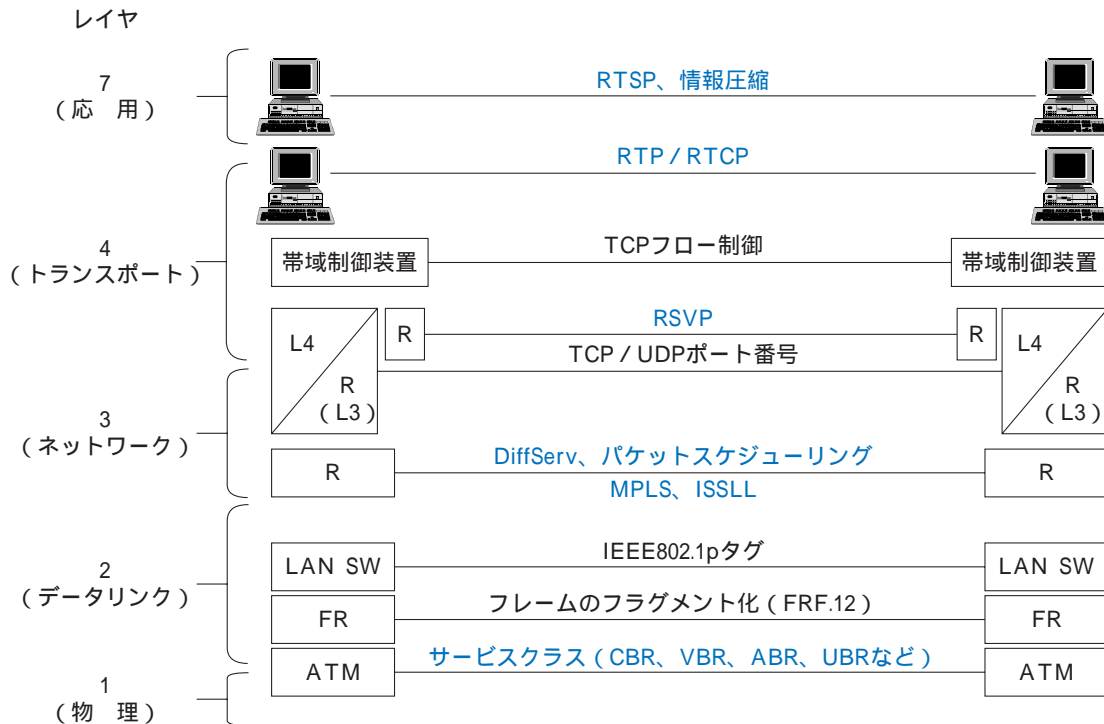 レイヤ
7
（応　用）
RTSP、情報圧縮
RTP / RTCP
4
（トランスポート）
帯域制御装置
TCPフロー制御
帯域制御装置
L4
R
RSVP
R
L4
TCP / UDPポート番号
R
（L3）
R
（L3）
3
（ネットワーク）
R
DiffServ、パケットスケジューリング
R
MPLS、ISSLL
2
（データリンク）
LAN SW
IEEE802.1pタグ
LAN SW
FR
フレームのフラグメント化（FRF.12）
FR
ATM
サービスクラス（CBR、VBR、ABR、UBRなど）
ATM
1
（物　理）